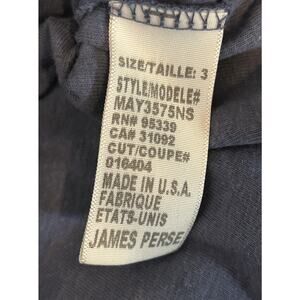 SIZE/TAILLE: 3
STYLE/MODELE#
MAY3575NS
RN# 95339
CA# 31092
CUT/COUPE#
016404
MADE IN U.S.A.
FABRIQUE
ETATS-UNIS
JAMES PERSE